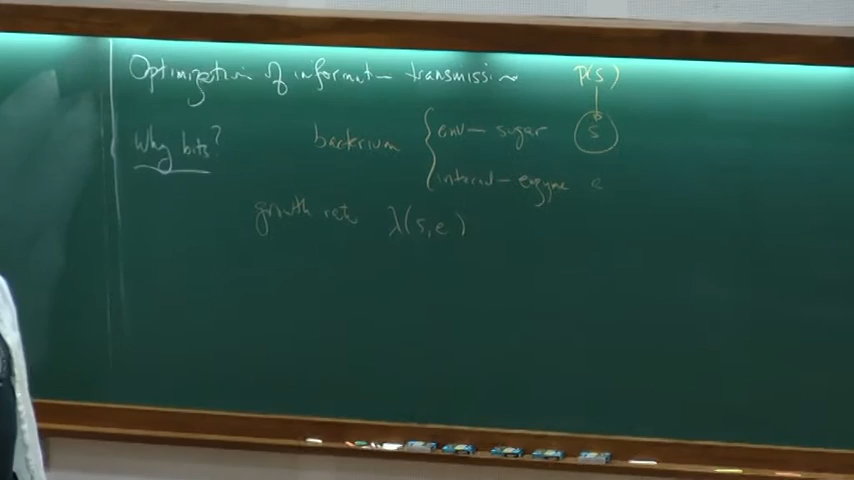 Optimization of information transmission p(s)
Why bits? bacterium { env — sugar s
internal — enzyme e
growth rate λ(s,e)